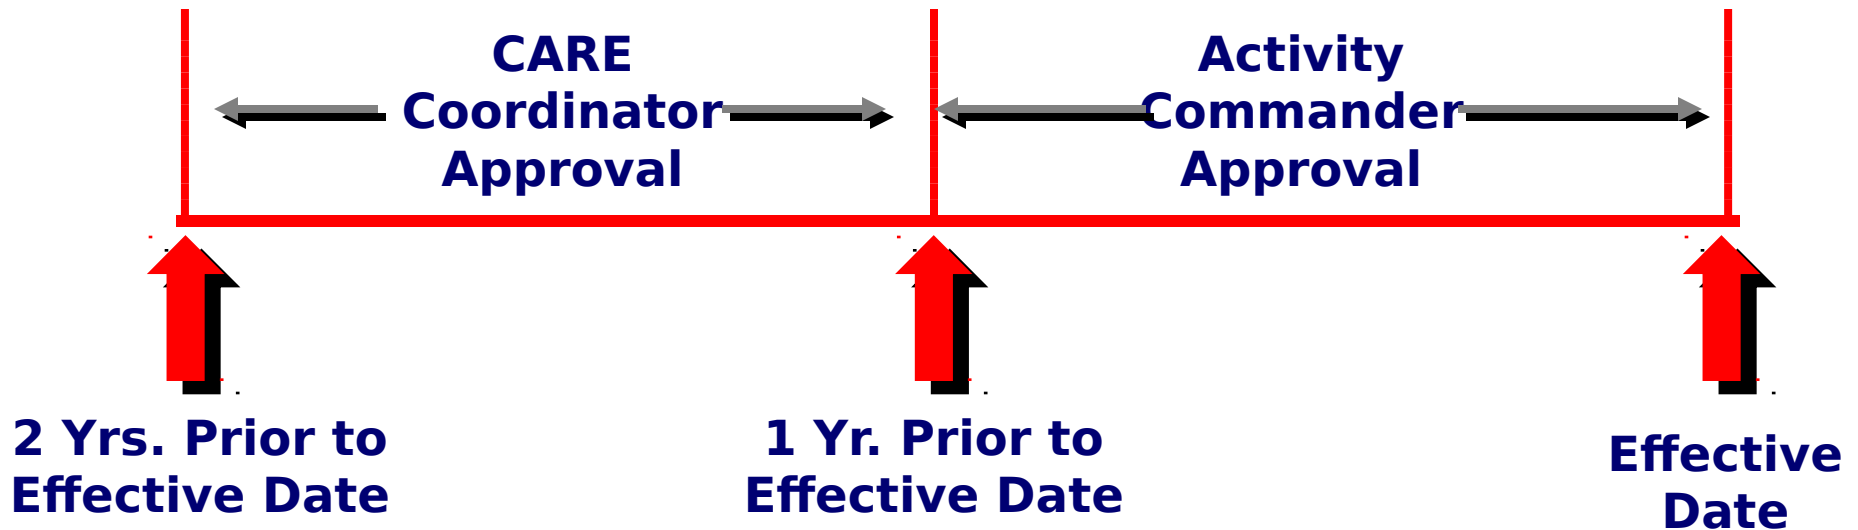 CARE
Coordinator
Approval
Activity
Commander
Approval
2 Yrs. Prior to
Effective Date
1 Yr. Prior to
Effective Date
Effective
Date